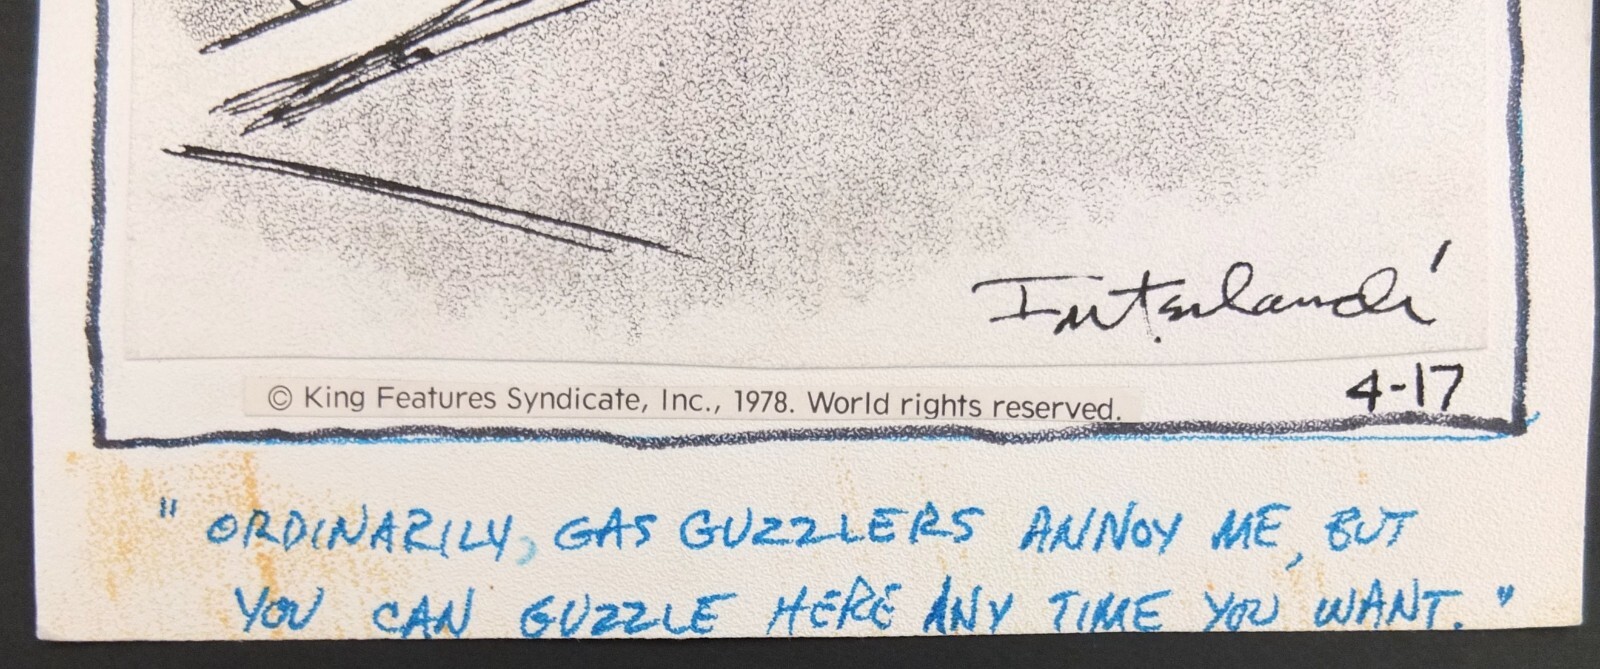 Interlandi
© King Features Syndicate, Inc., 1978. World rights reserved.
4-17
"ORDINARILY, GAS GUZZLERS ANNOY ME, BUT
YOU CAN GUZZLE HERE ANY TIME YOU WANT."